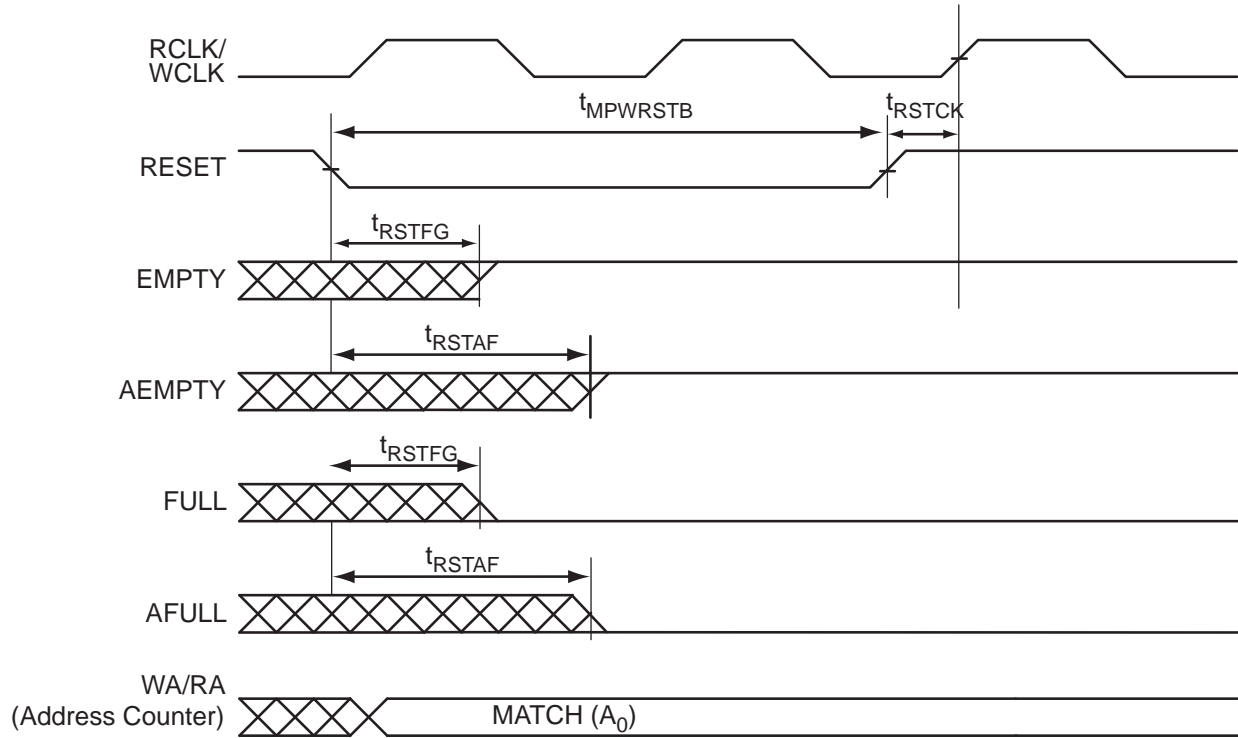 RCLK/
WCLK
tMPWRSTB
tRSTCK
RESET
tRSTFG
EMPTY
tRSTAF
AEMPTY
tRSTFG
FULL
tRSTAF
AFULL
WA/RA
(Address Counter)
MATCH (A0)